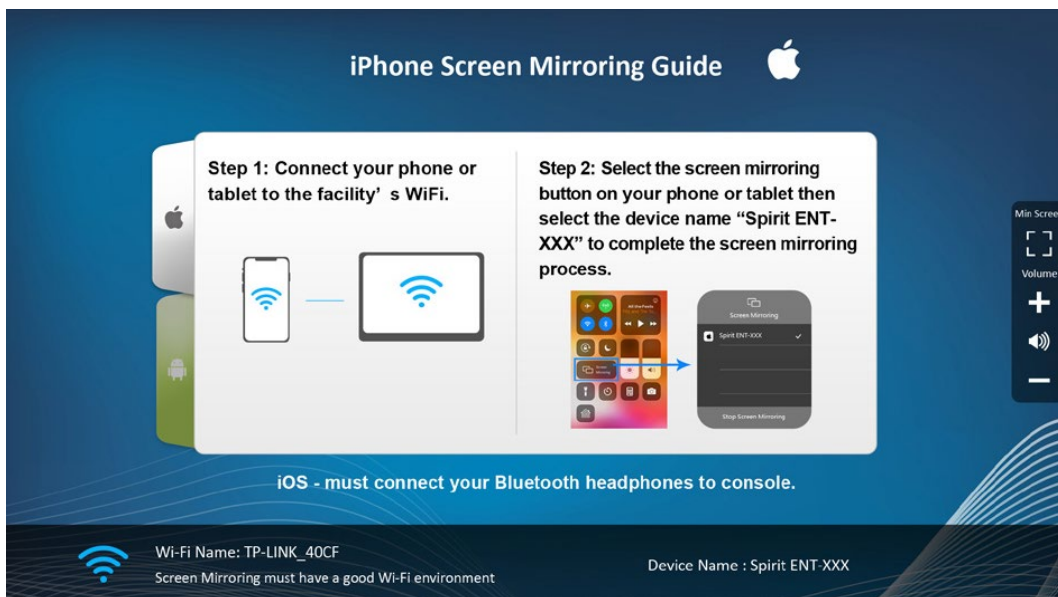 iPhone Screen Mirroring Guide
Step 1: Connect your phone or
tablet to the facility’ s WiFi.
Step 2: Select the screen mirroring
button on your phone or tablet then
select the device name “Spirit ENT-
XXX” to complete the screen mirroring
process.
Screen
Mirroring
Screen Mirroring
Spirit ENT-XXX
Stop Screen Mirroring
Min Scree
Volume
iOS - must connect your Bluetooth headphones to console.
Wi-Fi Name: TP-LINK_40CF
Screen Mirroring must have a good Wi-Fi environment
Device Name : Spirit ENT-XXX